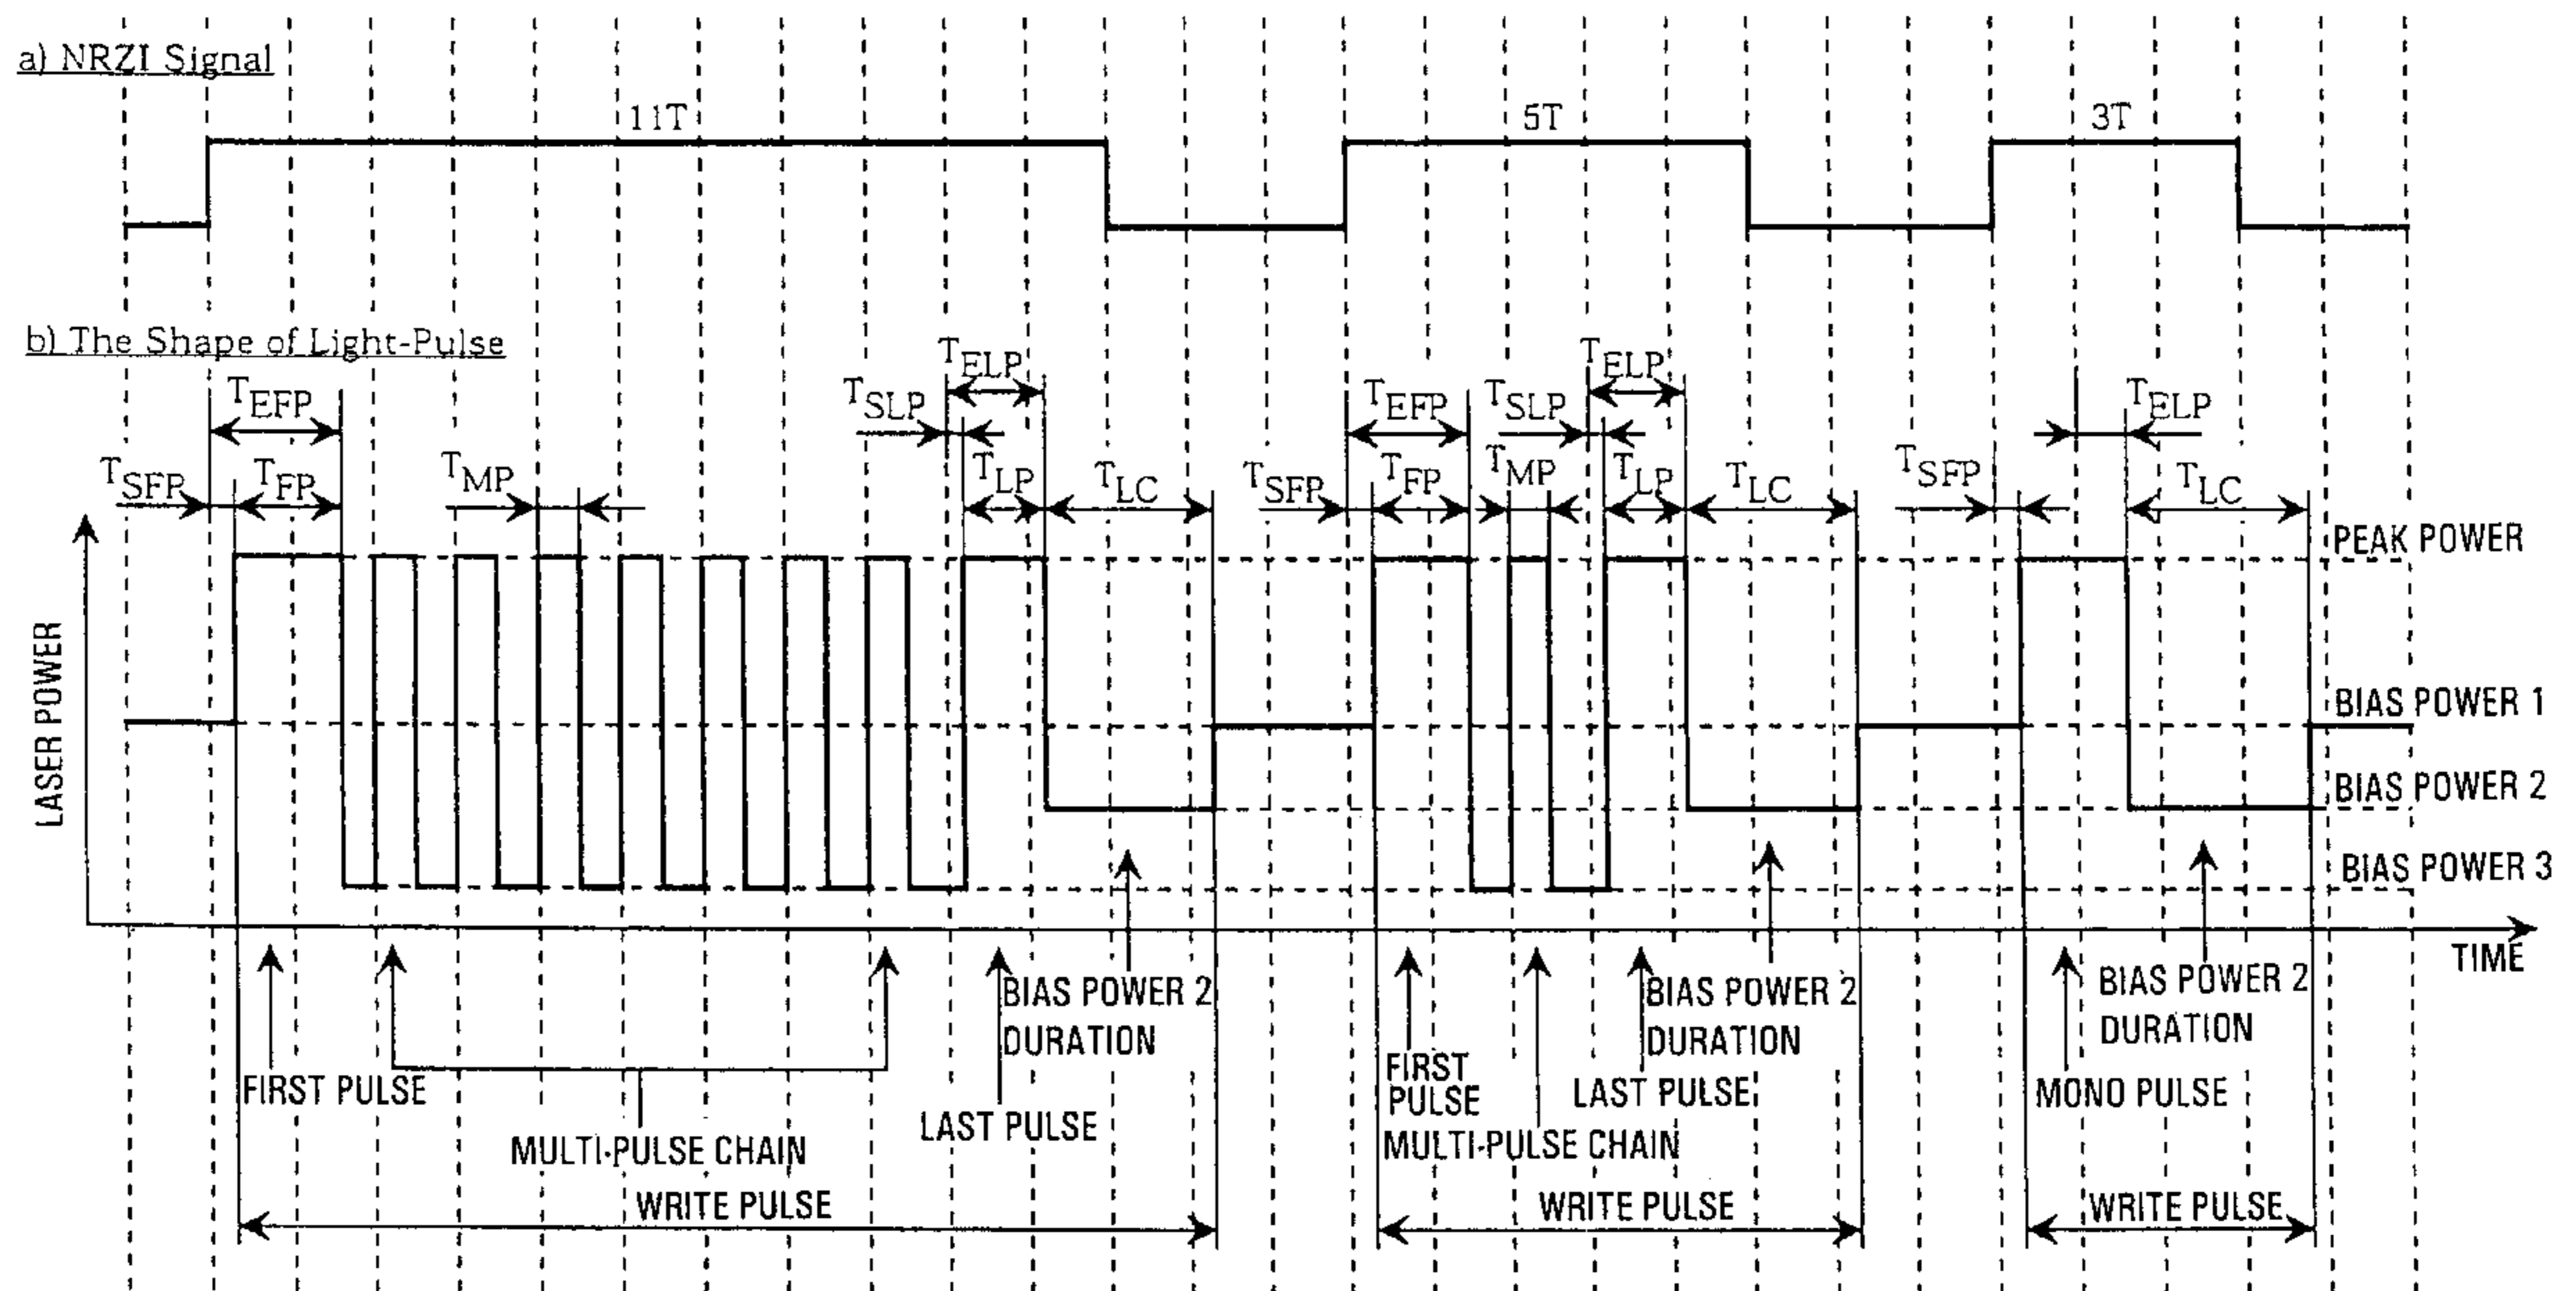 a) NRZI Signal
11T
5T
3T
b) The Shape of Light-Pulse
TELP
TELP
TEFP
TSLP
TEFP
TSLP
TELP
TSFP
TFP
TMP
TLP
TLC
TSFP
TFP
TMP
TLP
TLC
TSFP
TLC
PEAK POWER
LASER POWER
BIAS POWER 1
BIAS POWER 2
BIAS POWER 3
TIME
BIAS POWER 2
DURATION
BIAS POWER 2
DURATION
BIAS POWER 2
DURATION
FIRST PULSE
LAST PULSE
MULTI-PULSE CHAIN
FIRST
PULSE
LAST PULSE
MULTI-PULSE CHAIN
MONO PULSE
WRITE PULSE
WRITE PULSE
WRITE PULSE